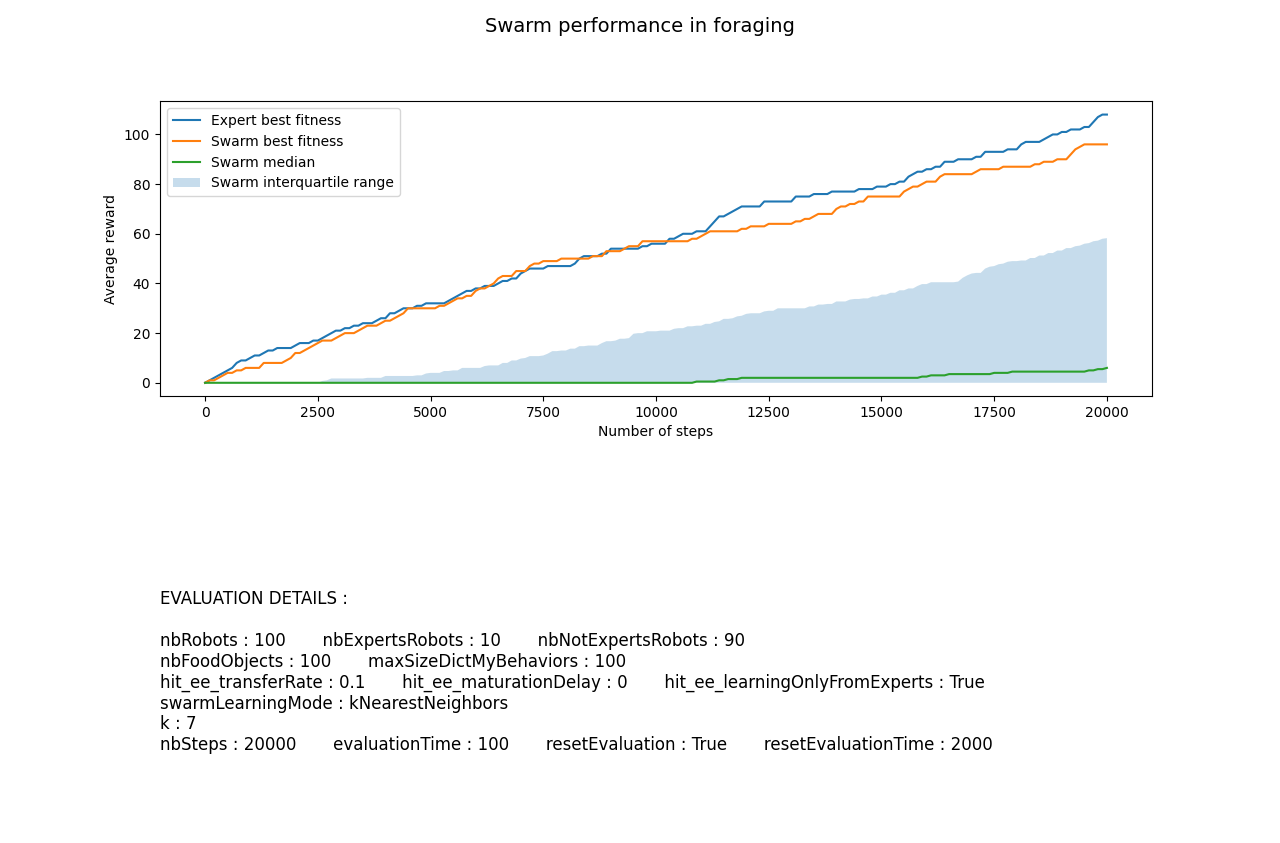 Swarm performance in foraging
Expert best fitness
Swarm best fitness
Swarm median
Swarm interquartile range
Average reward
100
80
60
40
20
0
0 2500 5000 7500 10000 12500 15000 17500 20000
Number of steps
EVALUATION DETAILS :
nbRobots : 100 nbExpertsRobots : 10 nbNotExpertsRobots : 90
nbFoodObjects : 100 maxSizeDictMyBehaviors : 100
hit_ee_transferRate : 0.1 hit_ee_maturationDelay : 0 hit_ee_learningOnlyFromExperts : True
swarmLearningMode : kNearestNeighbors
k : 7
nbSteps : 20000 evaluationTime : 100 resetEvaluation : True resetEvaluationTime : 2000